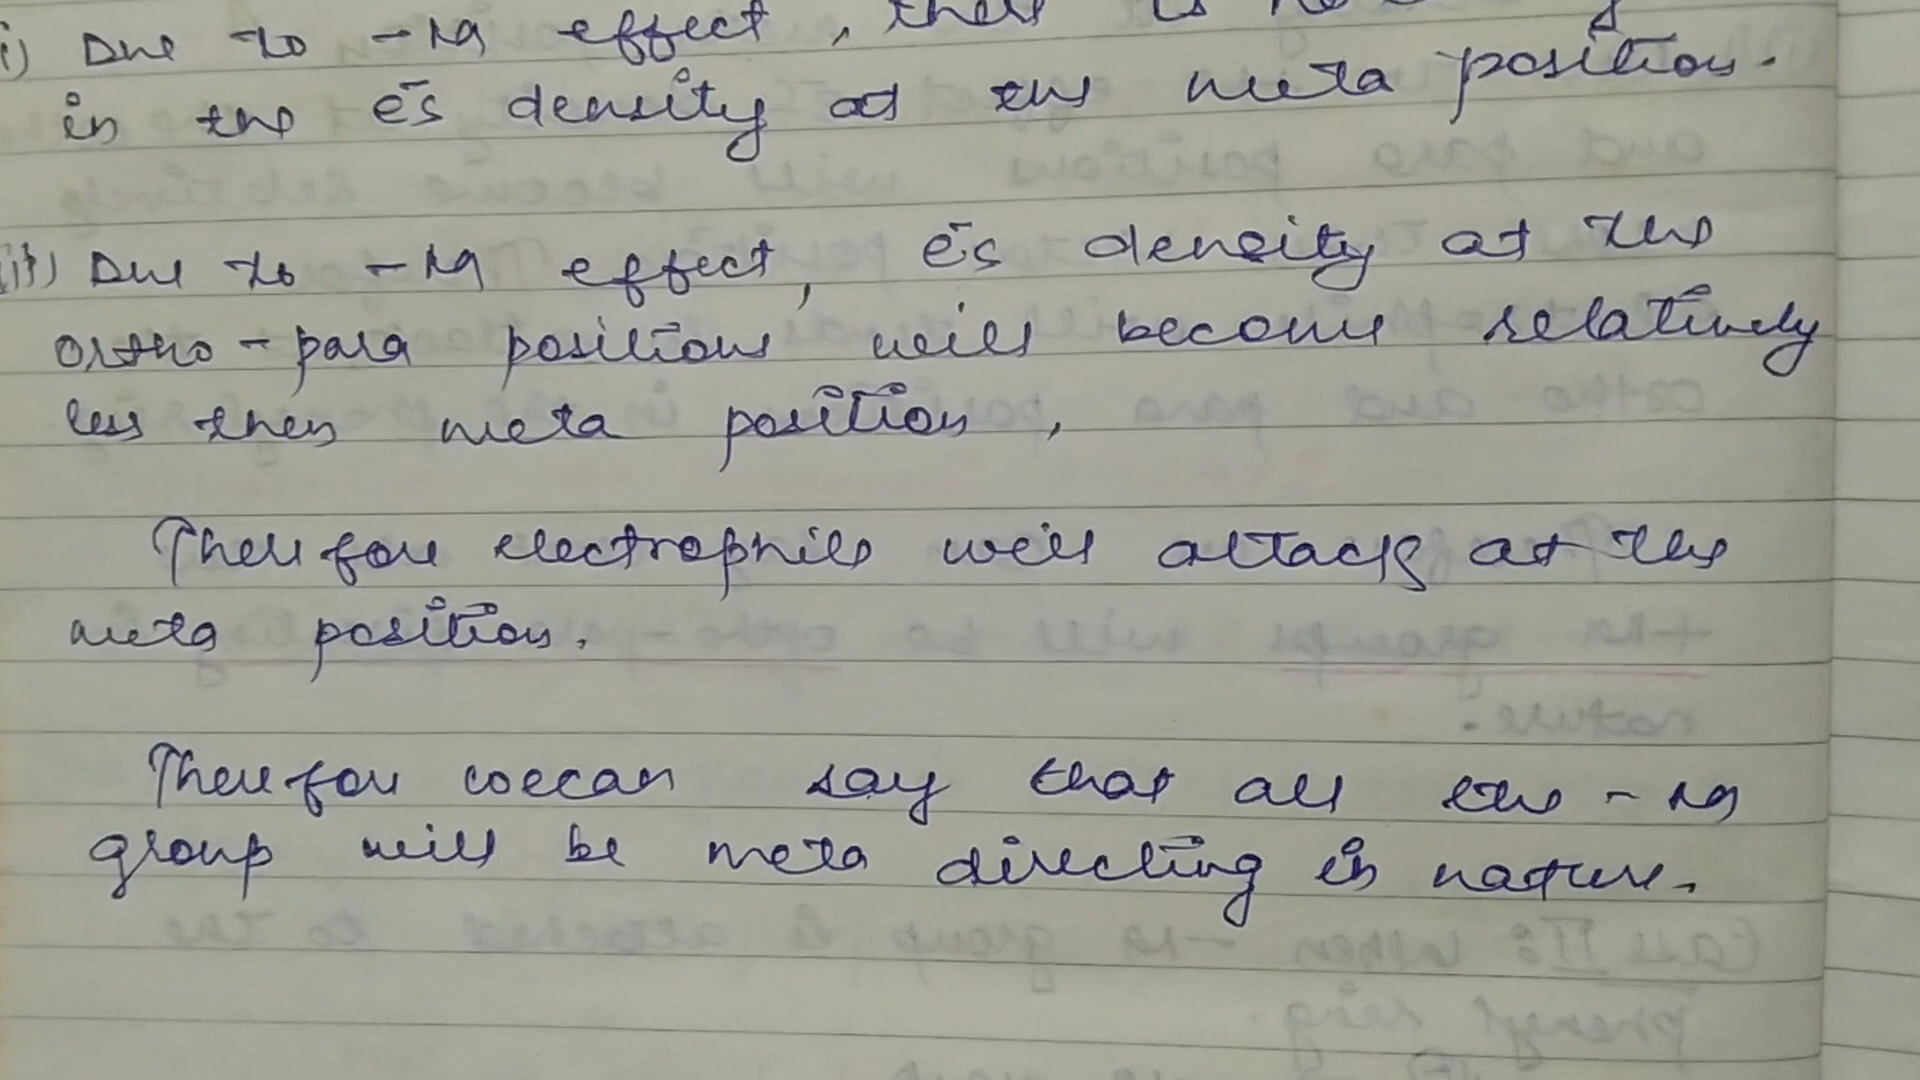 i) Due to -M effect, there is no
in the e⁻s density at the meta position.
ii) Due to -M effect, e⁻s density at the
ortho-para positions will become relatively
less then meta position,
Therefore electrophile will attack at the
meta position.
Therefore we can say that all the -M
group will be meta directing in nature.